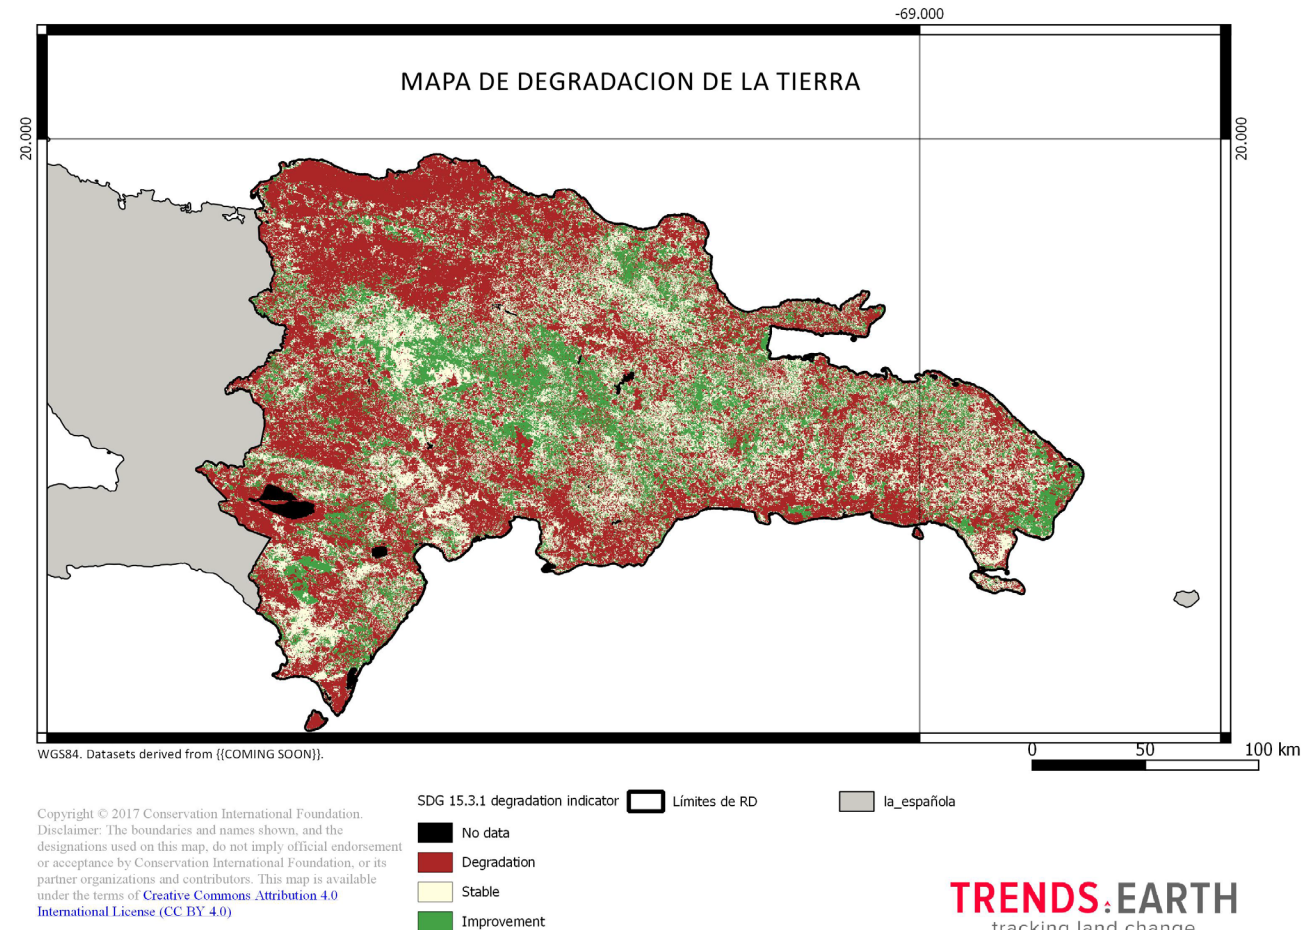 -69.000
MAPA DE DEGRADACION DE LA TIERRA
20.000
20.000
WGS84. Datasets derived from {{COMING SOON}}.
0 50 100 km
SDG 15.3.1 degradation indicator
Límites de RD
la_española
No data
Degradation
Stable
Improvement
Copyright © 2017 Conservation International Foundation.
Disclaimer: The boundaries and names shown, and the
designations used on this map, do not imply official endorsement
or acceptance by Conservation International Foundation, or its
partner organizations and contributors. This map is available
under the terms of Creative Commons Attribution 4.0
International License (CC BY 4.0)
TRENDS.EARTH
tracking land change